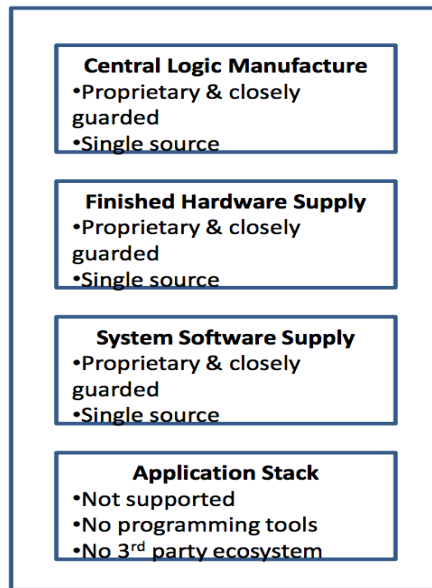 Central Logic Manufacture
•Proprietary & closely
guarded
•Single source
Finished Hardware Supply
•Proprietary & closely
guarded
•Single source
System Software Supply
•Proprietary & closely
guarded
•Single source
Application Stack
•Not supported
•No programming tools
•No 3rd party ecosystem